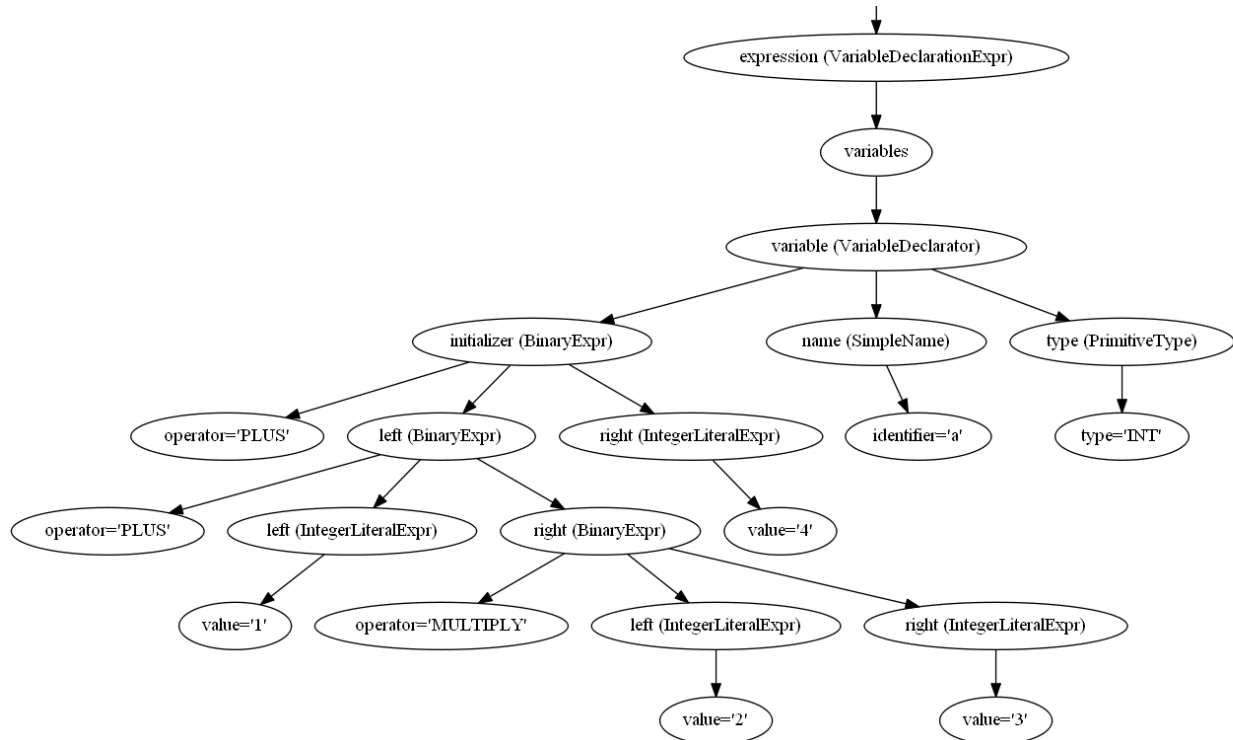 expression (VariableDeclarationExpr)
variables
variable (VariableDeclarator)
initializer (BinaryExpr)
name (SimpleName)
type (PrimitiveType)
operator='PLUS'
left (BinaryExpr)
right (IntegerLiteralExpr)
identifier='a'
type='INT'
operator='PLUS'
left (IntegerLiteralExpr)
right (BinaryExpr)
value='4'
value='1'
operator='MULTIPLY'
left (IntegerLiteralExpr)
right (IntegerLiteralExpr)
value='2'
value='3'